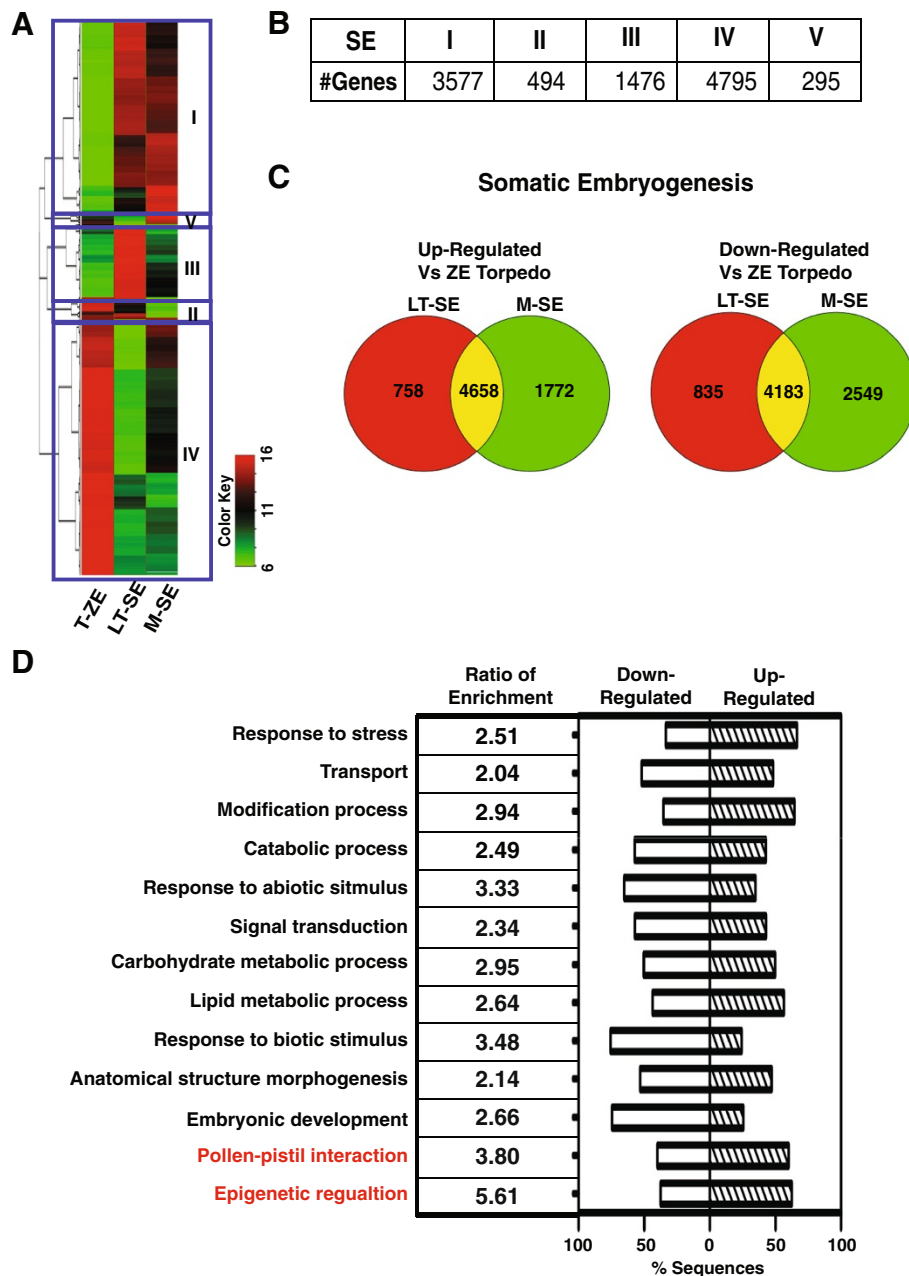 A
I
V
III
II
IV
Color Key
16
11
6
T-ZE LT-SE M-SE
B
SE I II III IV V
#Genes 3577 494 1476 4795 295
C
Somatic Embryogenesis
Up-Regulated
Vs ZE Torpedo
LT-SE M-SE
758 4658 1772
Down-Regulated
Vs ZE Torpedo
LT-SE M-SE
835 4183 2549
D
Ratio of
Enrichment
Down-
Regulated
Up-
Regulated
Response to stress 2.51
Transport 2.04
Modification process 2.94
Catabolic process 2.49
Response to abiotic sitmulus 3.33
Signal transduction 2.34
Carbohydrate metabolic process 2.95
Lipid metabolic process 2.64
Response to biotic stimulus 3.48
Anatomical structure morphogenesis 2.14
Embryonic development 2.66
Pollen-pistil interaction 3.80
Epigenetic regualtion 5.61
100 50 0 50 100
% Sequences